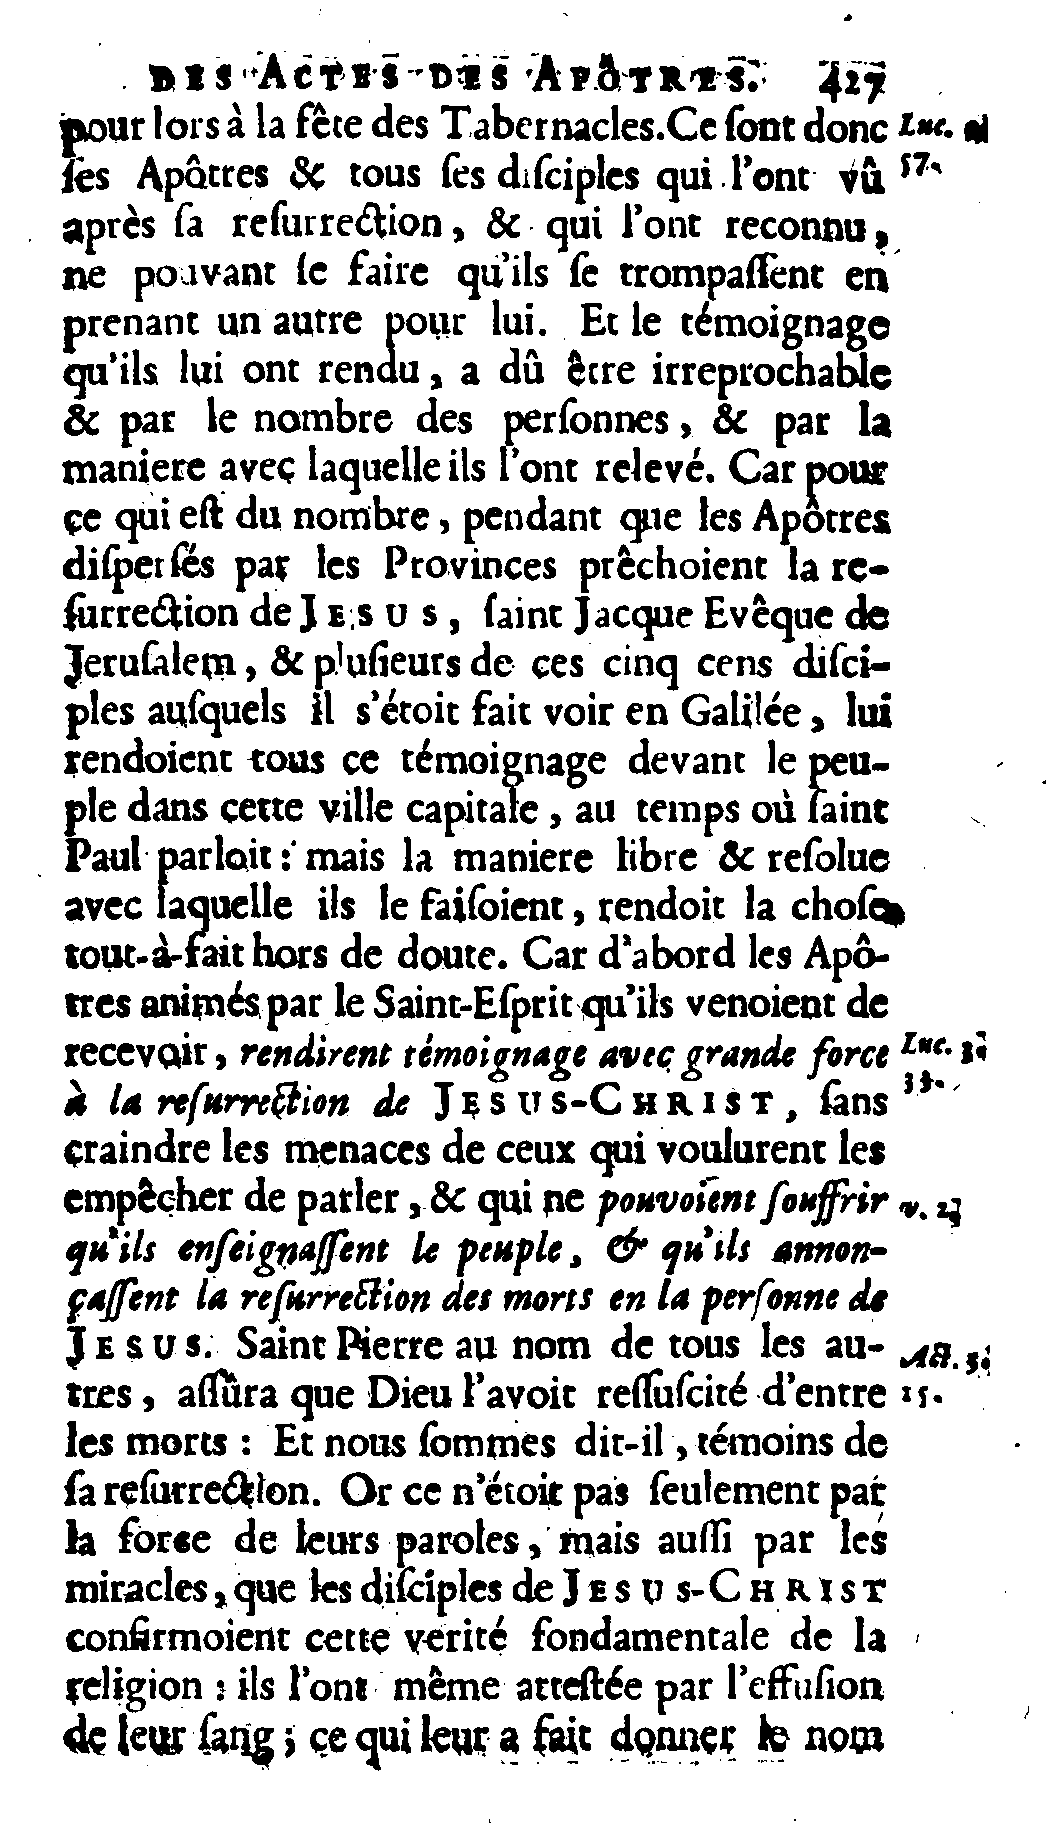 DES ACTES DES APÔTRES. 427
pour lors à la fête des Tabernacles. Ce ſont donc
ſes Apôtres & tous ſes diſciples qui l'ont vû
après ſa reſurrection, & qui l'ont reconnu,
ne pouvant ſe faire qu'ils ſe trompaſſent en
prenant un autre pour lui. Et le témoignage
qu'ils lui ont rendu, a dû être irreprochable
& par le nombre des perſonnes, & par la
maniere avec laquelle ils l'ont relevé. Car pour
ce qui eſt du nombre, pendant que les Apôtres
diſperſés par les Provinces prêchoient la re-
ſurrection de JESUS, ſaint Jacque Evêque de
Jeruſalem, & pluſieurs de ces cinq cens diſci-
ples auſquels il s'étoit fait voir en Galilée, lui
rendoient tous ce témoignage devant le peu-
ple dans cette ville capitale, au temps où ſaint
Paul parloit: mais la maniere libre & reſolue
avec laquelle ils le faiſoient, rendoit la choſe
tout-à-fait hors de doute. Car d'abord les Apô-
tres animés par le Saint-Eſprit qu'ils venoient de
recevoir, rendirent témoignage avec grande force
à la reſurrection de JESUS-CHRIST, ſans
craindre les menaces de ceux qui voulurent les
empêcher de parler, & qui ne pouvoient ſouffrir
qu'ils enſeignaſſent le peuple, & qu'ils annon-
çaſſent la reſurrection des morts en la perſonne de
JESUS. Saint Pierre au nom de tous les au-
tres, aſſûra que Dieu l'avoit reſſuſcité d'entre
les morts: Et nous ſommes dit-il, témoins de
ſa reſurrection. Or ce n'étoit pas ſeulement par
la force de leurs paroles, mais auſſi par les
miracles, que les diſciples de JESUS-CHRIST
confirmoient cette verité fondamentale de la
religion: ils l'ont même atteſtée par l'effuſion
de leur ſang; ce qui leur a fait donner le nom
Luc.
57.
Luc.
33.
v.
Act.
15.